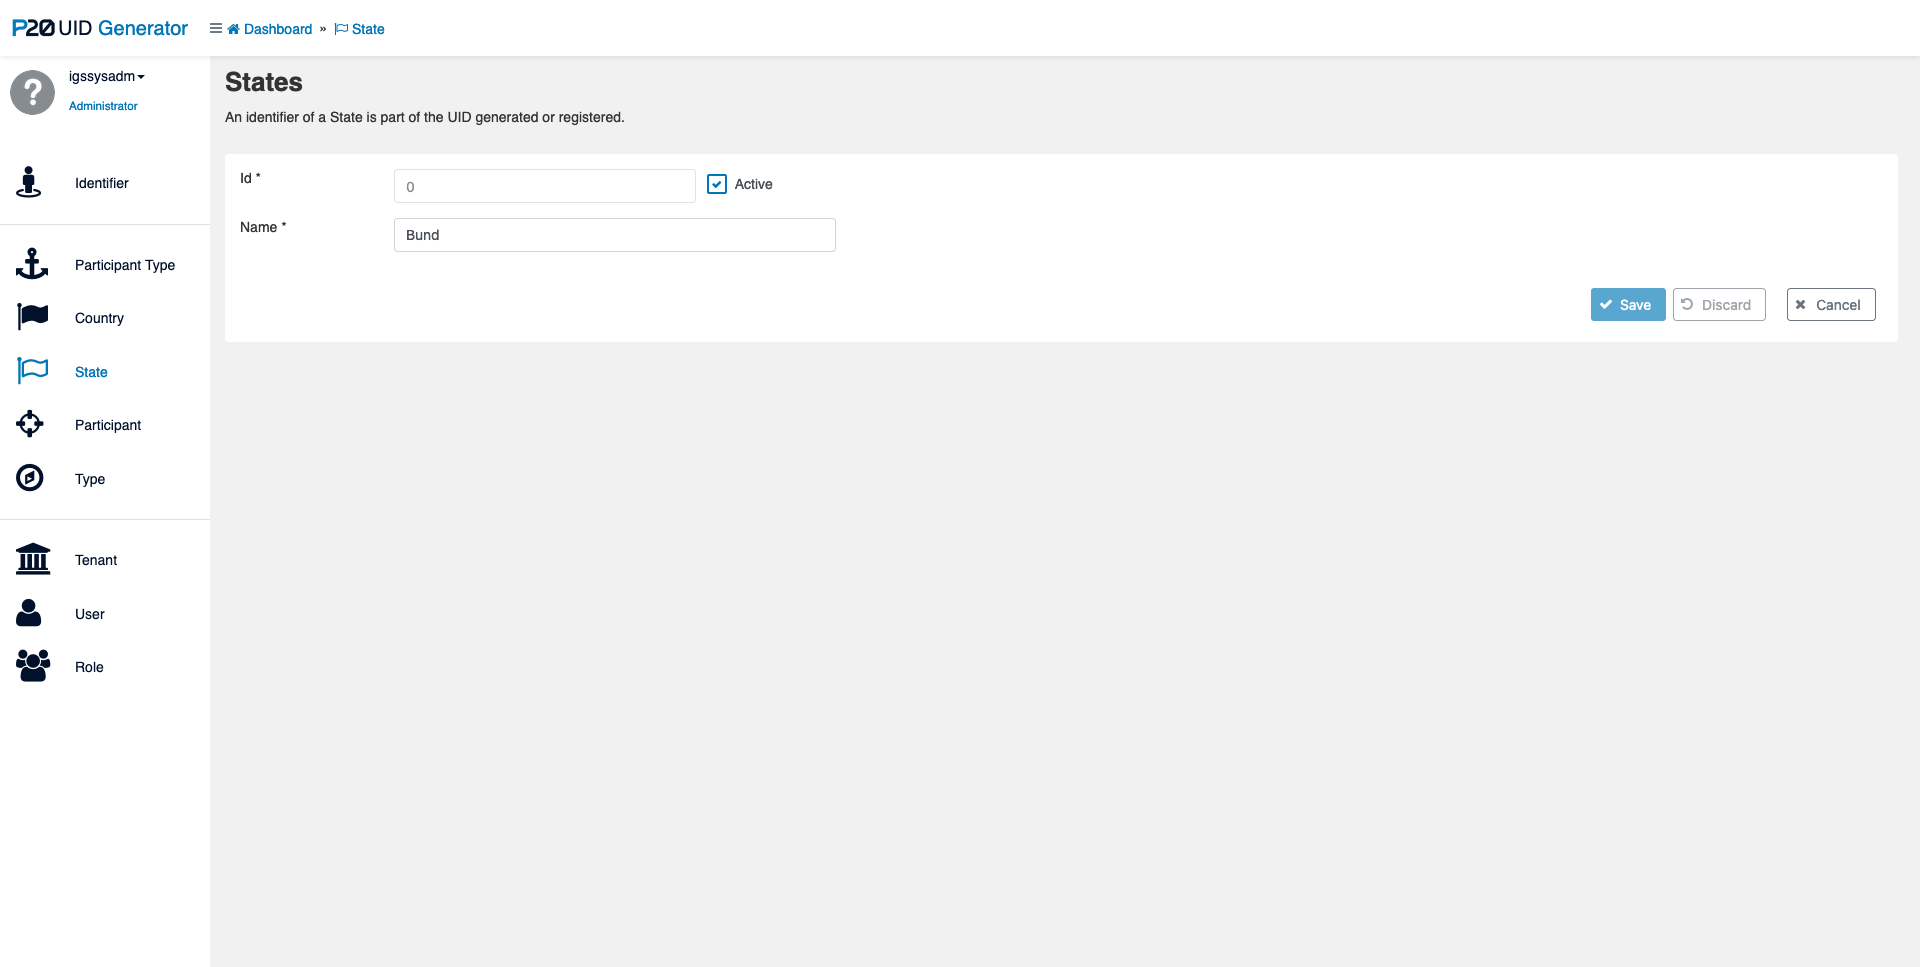 P20 UID Generator
Dashboard » State
igssysadm
Administrator
Identifier
Participant Type
Country
State
Participant
Type
Tenant
User
Role
States
An identifier of a State is part of the UID generated or registered.
Id *
0
Active
Name *
Bund
Save
Discard
Cancel